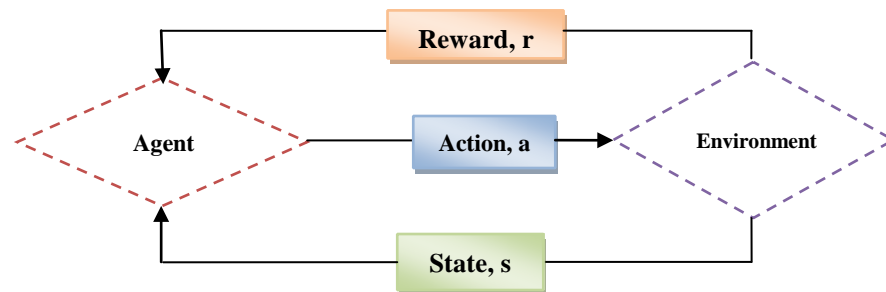 Reward, r
Agent
Action, a
Environment
State, s